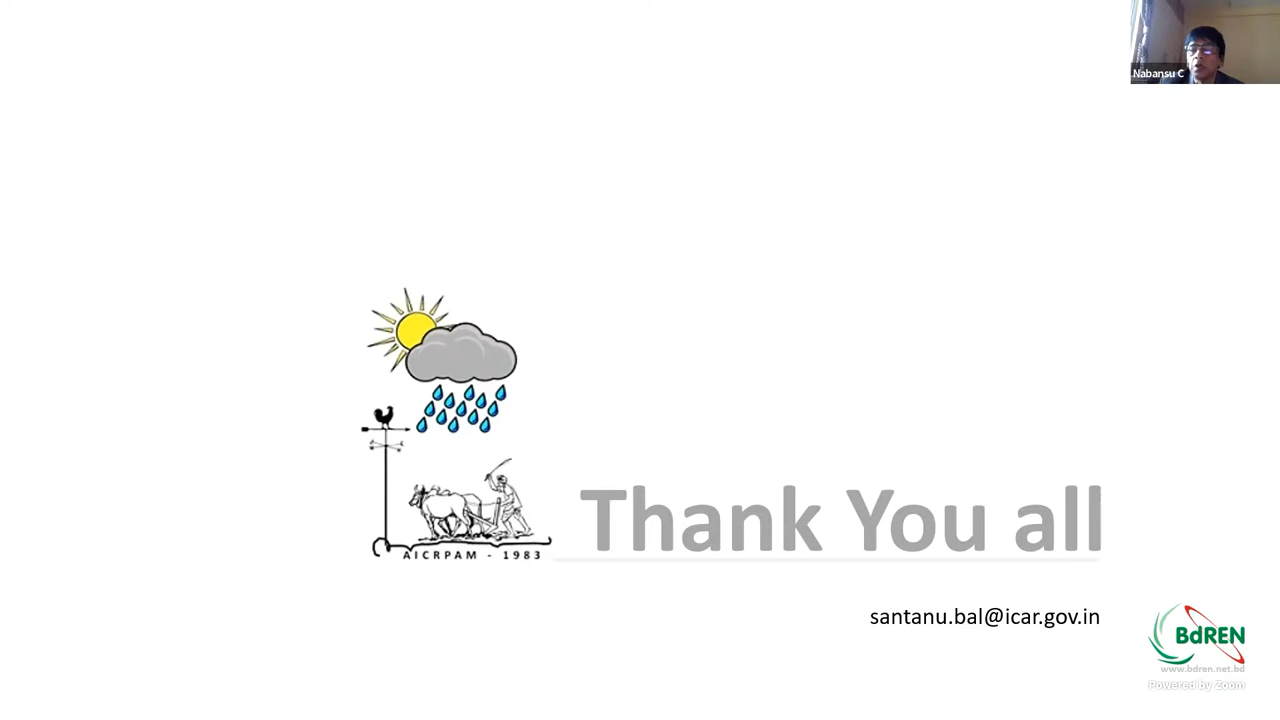 Nabansu C
AICRPAM - 1983
Thank You all
santanu.bal@icar.gov.in
BdREN
www.bdren.net.bd
Powered by Zoom